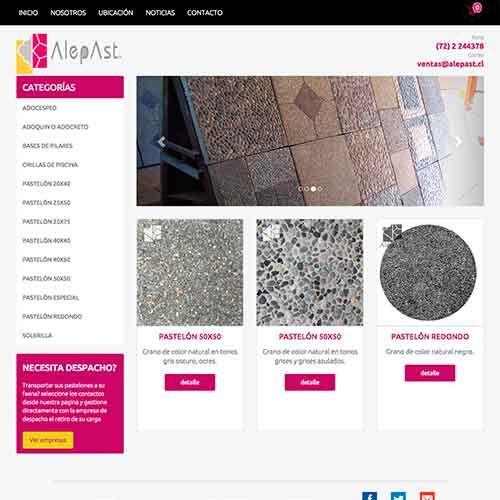 INICIO NOSOTROS UBICACIÓN NOTICIAS CONTACTO
0
AlepAst.
(72) 2 244378
Correo
ventas@alepast.cl
CATEGORÍAS
ADOCESPED
ADOQUIN O ADOCRETO
BASES DE PILARES
ORILLAS DE PISCINA
PASTELÓN 20X40
PASTELÓN 25X50
PASTELÓN 25X75
PASTELÓN 40X40
PASTELÓN 40X60
PASTELÓN 50X50
PASTELÓN ESPECIAL
PASTELÓN REDONDO
SOLERILLA
NECESITA DESPACHO?
Transportar sus pastelones a su
faena? seleccione los contactos
desde nuestra pagina y gestione
directamente con la empresa de
despacho el retiro de su carga
Ver empresas
PASTELÓN 50X50
Grano de color natural en tonos
gris oscuro, ocres.
detalle
PASTELÓN 50X50
Grano de color natural en tonos
grises y grises azulados.
detalle
PASTELÓN REDONDO
Grano de color natural negro.
detalle